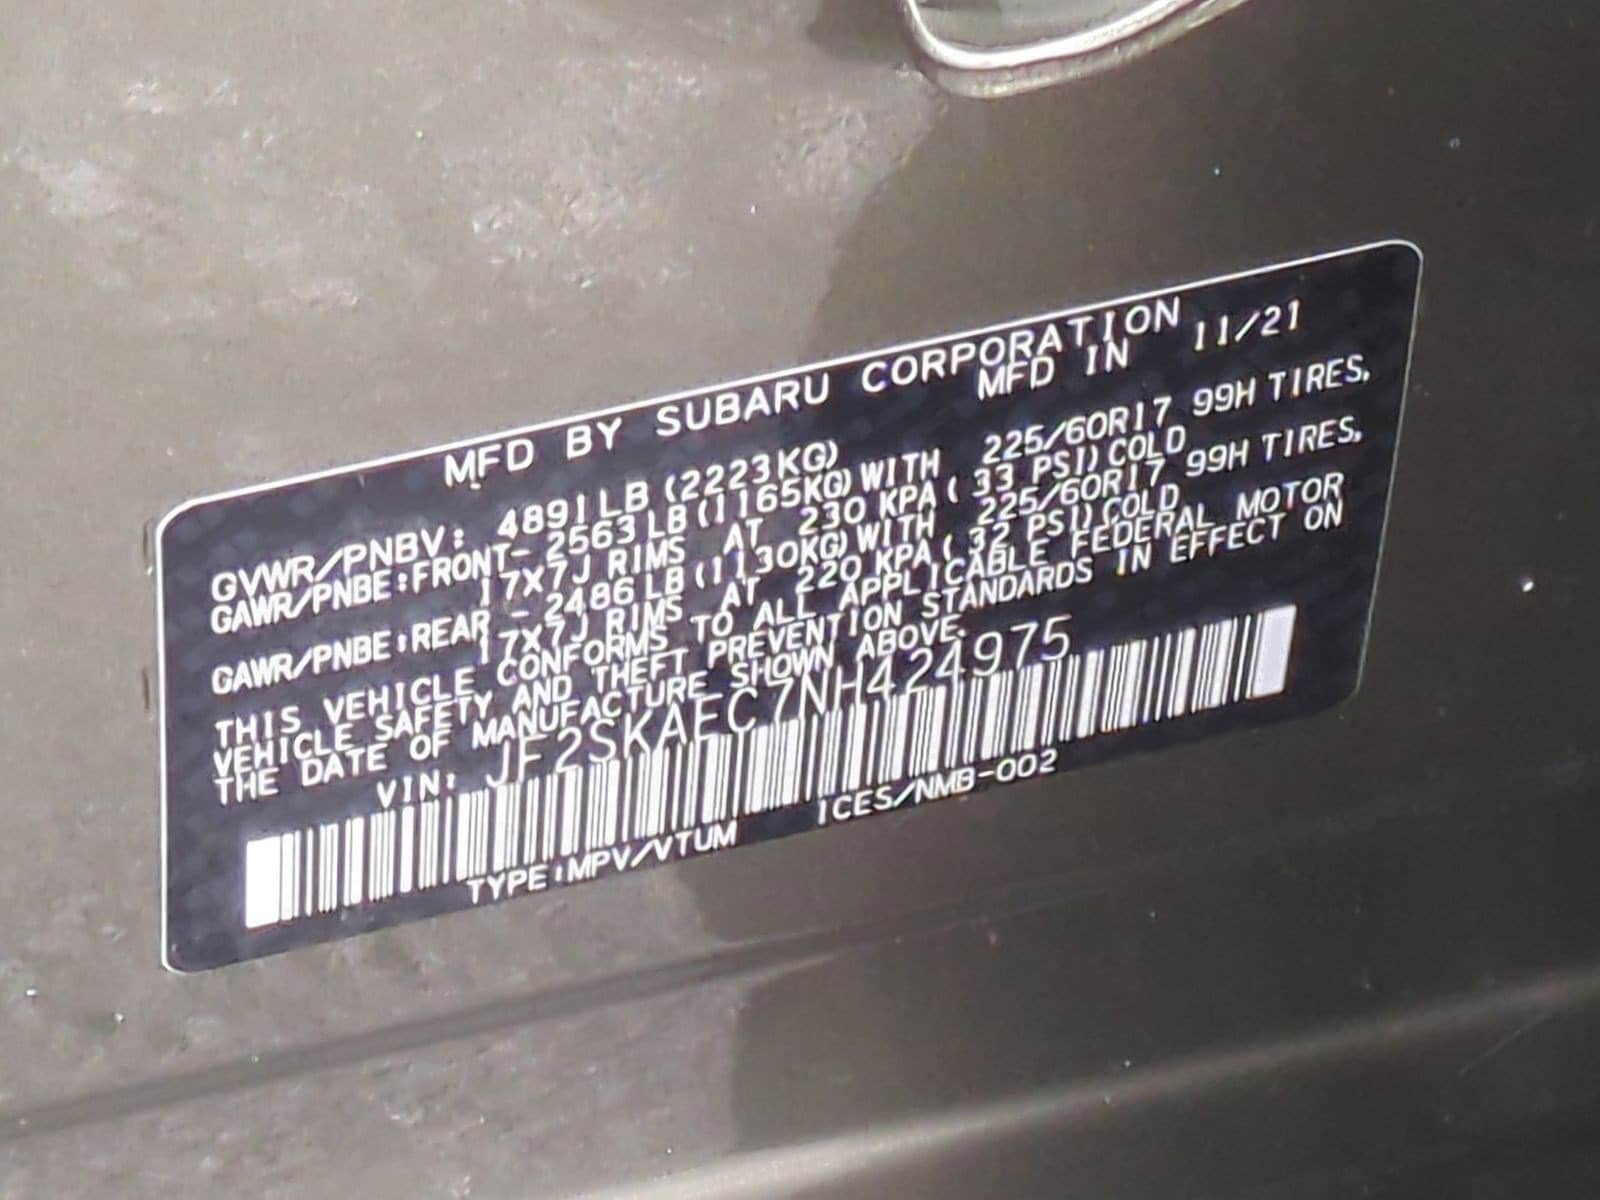 MFD BY SUBARU CORPORATION
MFD IN 11/21
GVWR/PNBV: 4891LB (2223KG)
GAWR/PNBE:FRONT- 2563LB(1165KG)WITH 225/60R17 99H TIRES,
17X7J RIMS AT 230 KPA( 33 PSI)COLD
GAWR/PNBE:REAR - 2486LB(1130KG)WITH 225/60R17 99H TIRES,
17X7J RIMS AT 220 KPA( 32 PSI)COLD
THIS VEHICLE CONFORMS TO ALL APPLICABLE FEDERAL MOTOR
VEHICLE SAFETY AND THEFT PREVENTION STANDARDS IN EFFECT ON
THE DATE OF MANUFACTURE SHOWN ABOVE.
VIN: JF2SKAEC7NH424975
TYPE:MPV/VTUM ICES/NMB-002